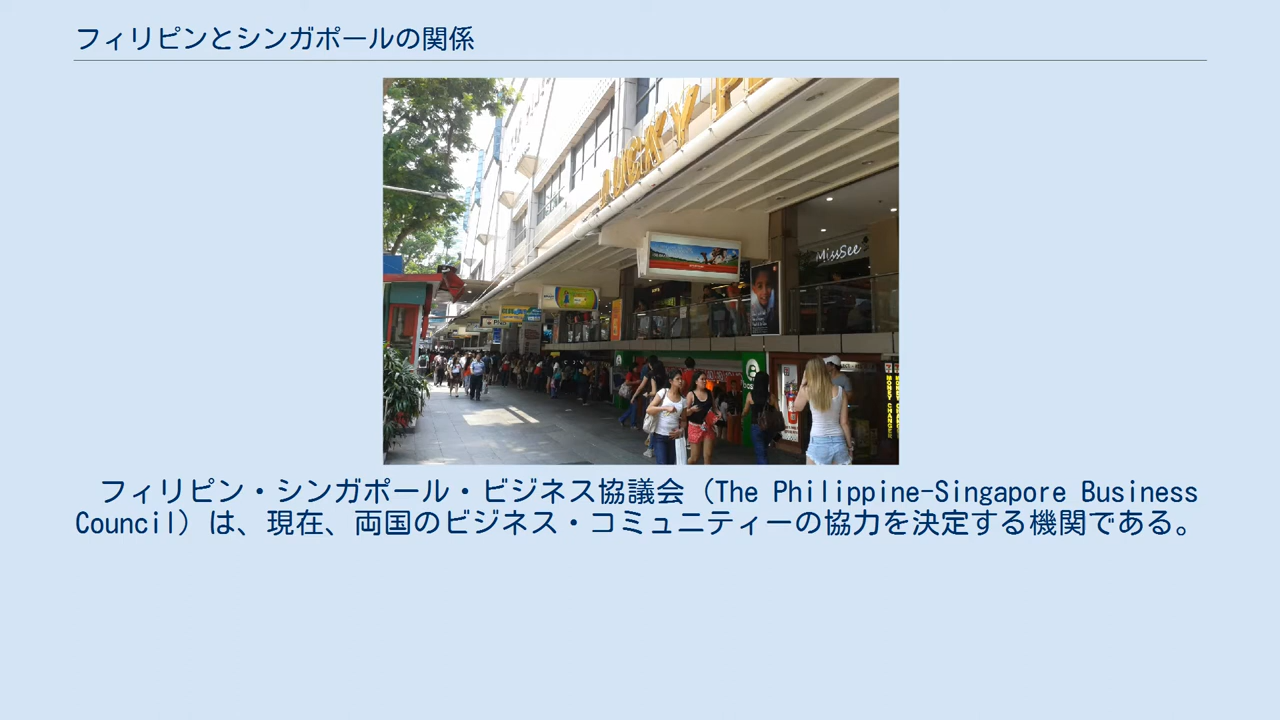 フィリピンとシンガポールの関係
LUCKY P
MissSee
MONEY CHANGER
フィリピン・シンガポール・ビジネス協議会（The Philippine-Singapore Business
Council）は、現在、両国のビジネス・コミュニティーの協力を決定する機関である。